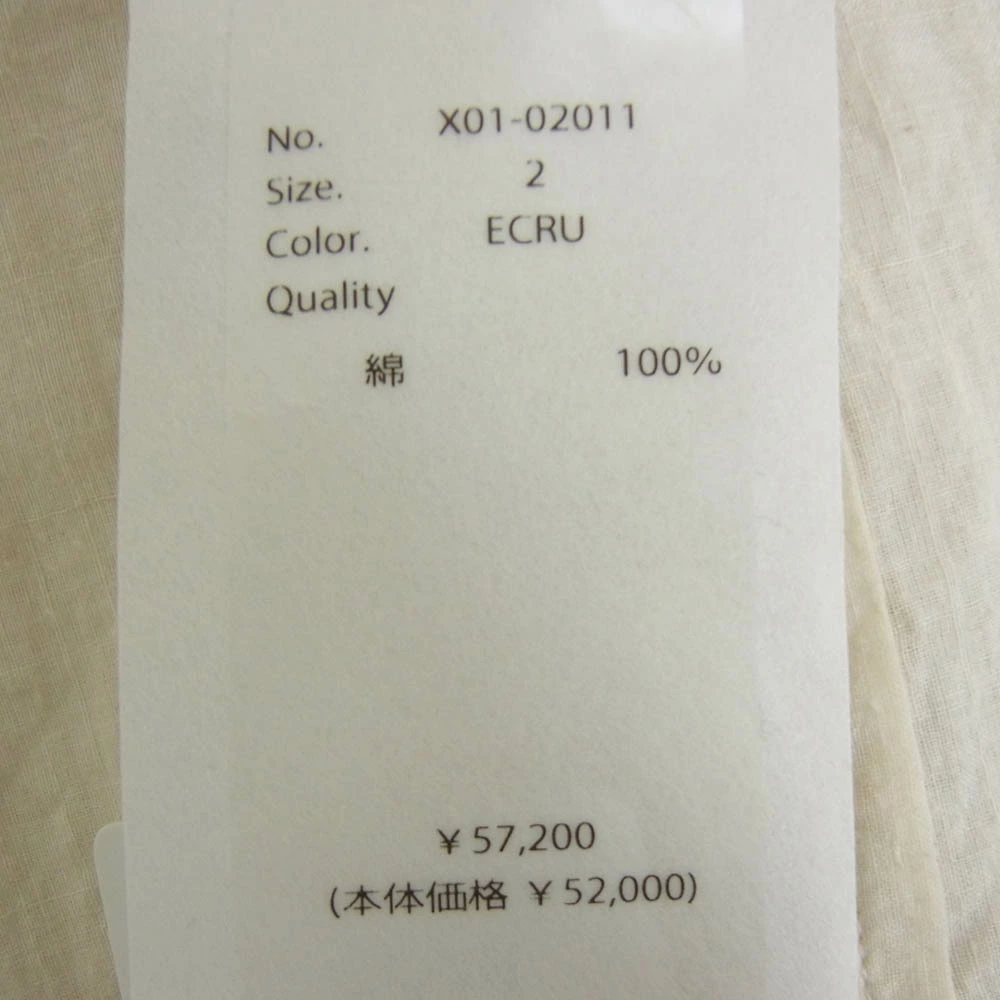 No. X01-02011
Size. 2
Color. ECRU
Quality
綿 100%
¥ 57,200
(本体価格 ¥ 52,000)